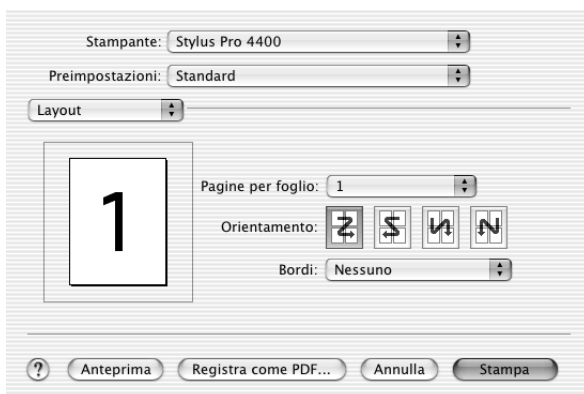 Stampante: Stylus Pro 4400
Preimpostazioni: Standard
Layout
1
Pagine per foglio: 1
Orientamento:
Bordi: Nessuno
? Anteprima Registra come PDF... Annulla Stampa